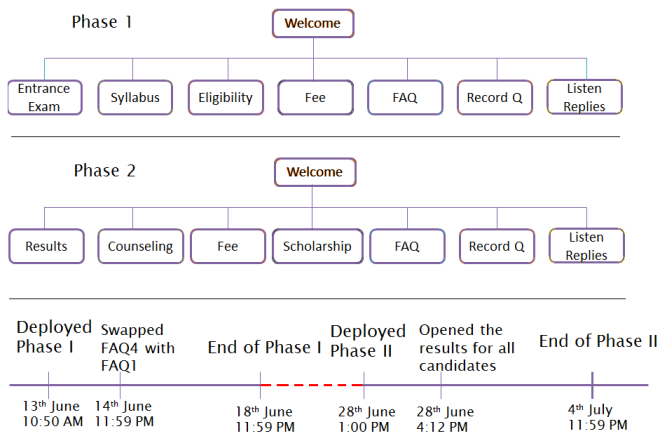 Phase 1
Welcome
Entrance
Exam
Syllabus
Eligibility
Fee
FAQ
Record Q
Listen
Replies
Phase 2
Welcome
Results
Counseling
Fee
Scholarship
FAQ
Record Q
Listen
Replies
Deployed
Phase I
Swapped
FAQ4 with
FAQ1
End of Phase I
Deployed
Phase II
Opened the
results for all
candidates
End of Phase II
13th June
10:50 AM
14th June
11:59 PM
18th June
11:59 PM
28th June
1:00 PM
28th June
4:12 PM
4th July
11:59 PM